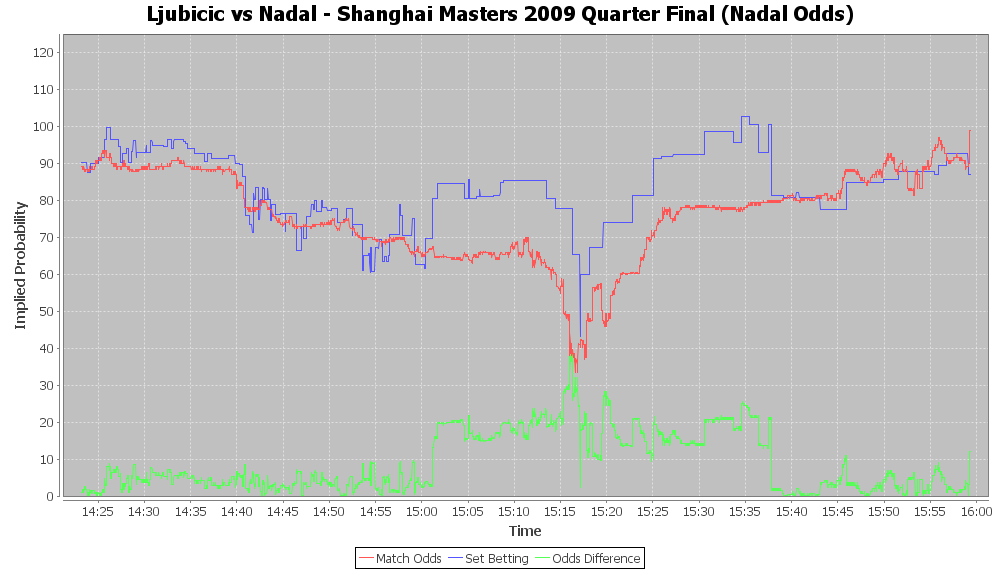 Ljubicic vs Nadal - Shanghai Masters 2009 Quarter Final (Nadal Odds)
120
110
100
90
80
70
60
50
40
30
20
10
0
Implied Probability
14:25 14:30 14:35 14:40 14:45 14:50 14:55 15:00 15:05 15:10 15:15 15:20 15:25 15:30 15:35 15:40 15:45 15:50 15:55 16:00
Time
Match Odds Set Betting Odds Difference